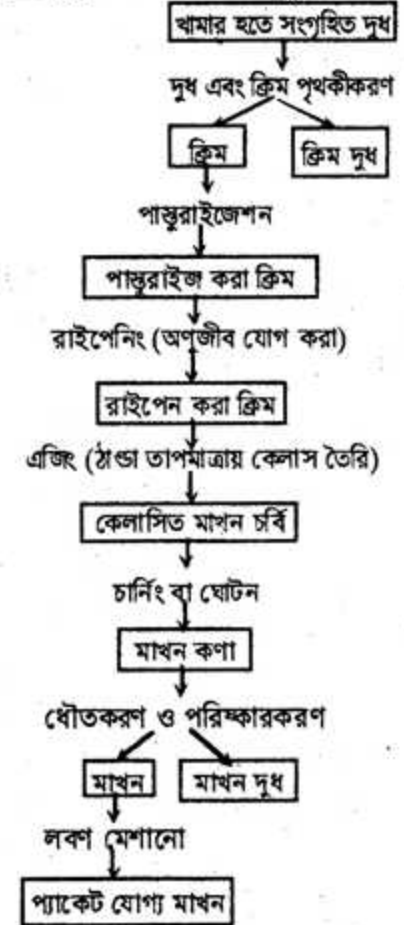 খামার হতে সংগৃহিত দুধ
দুধ এবং ক্রিম পৃথকীকরণ
ক্রিম
ক্রিম দুধ
পাস্তুরাইজেশন
পাস্তুরাইজ করা ক্রিম
রাইপেনিং (অণুজীব যোগ করা)
রাইপেন করা ক্রিম
এজিং (ঠান্ডা তাপমাত্রায় কেলাস তৈরি)
কেলাসিত মাখন চর্বি
চার্নিং বা ঘোটন
মাখন কণা
ধৌতকরণ ও পরিষ্কারকরণ
মাখন
মাখন দুধ
লবণ মেশানো
প্যাকেট যোগ্য মাখন